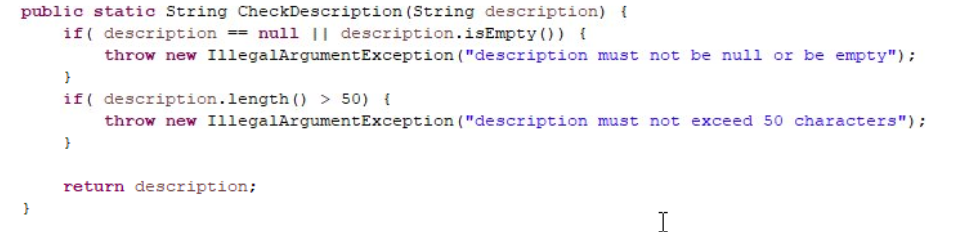 public static String CheckDescription(String description) {
if( description == null || description.isEmpty()) {
throw new IllegalArgumentException("description must not be null or be empty");
}
if( description.length() > 50) {
throw new IllegalArgumentException("description must not exceed 50 characters");
}
return description;
}